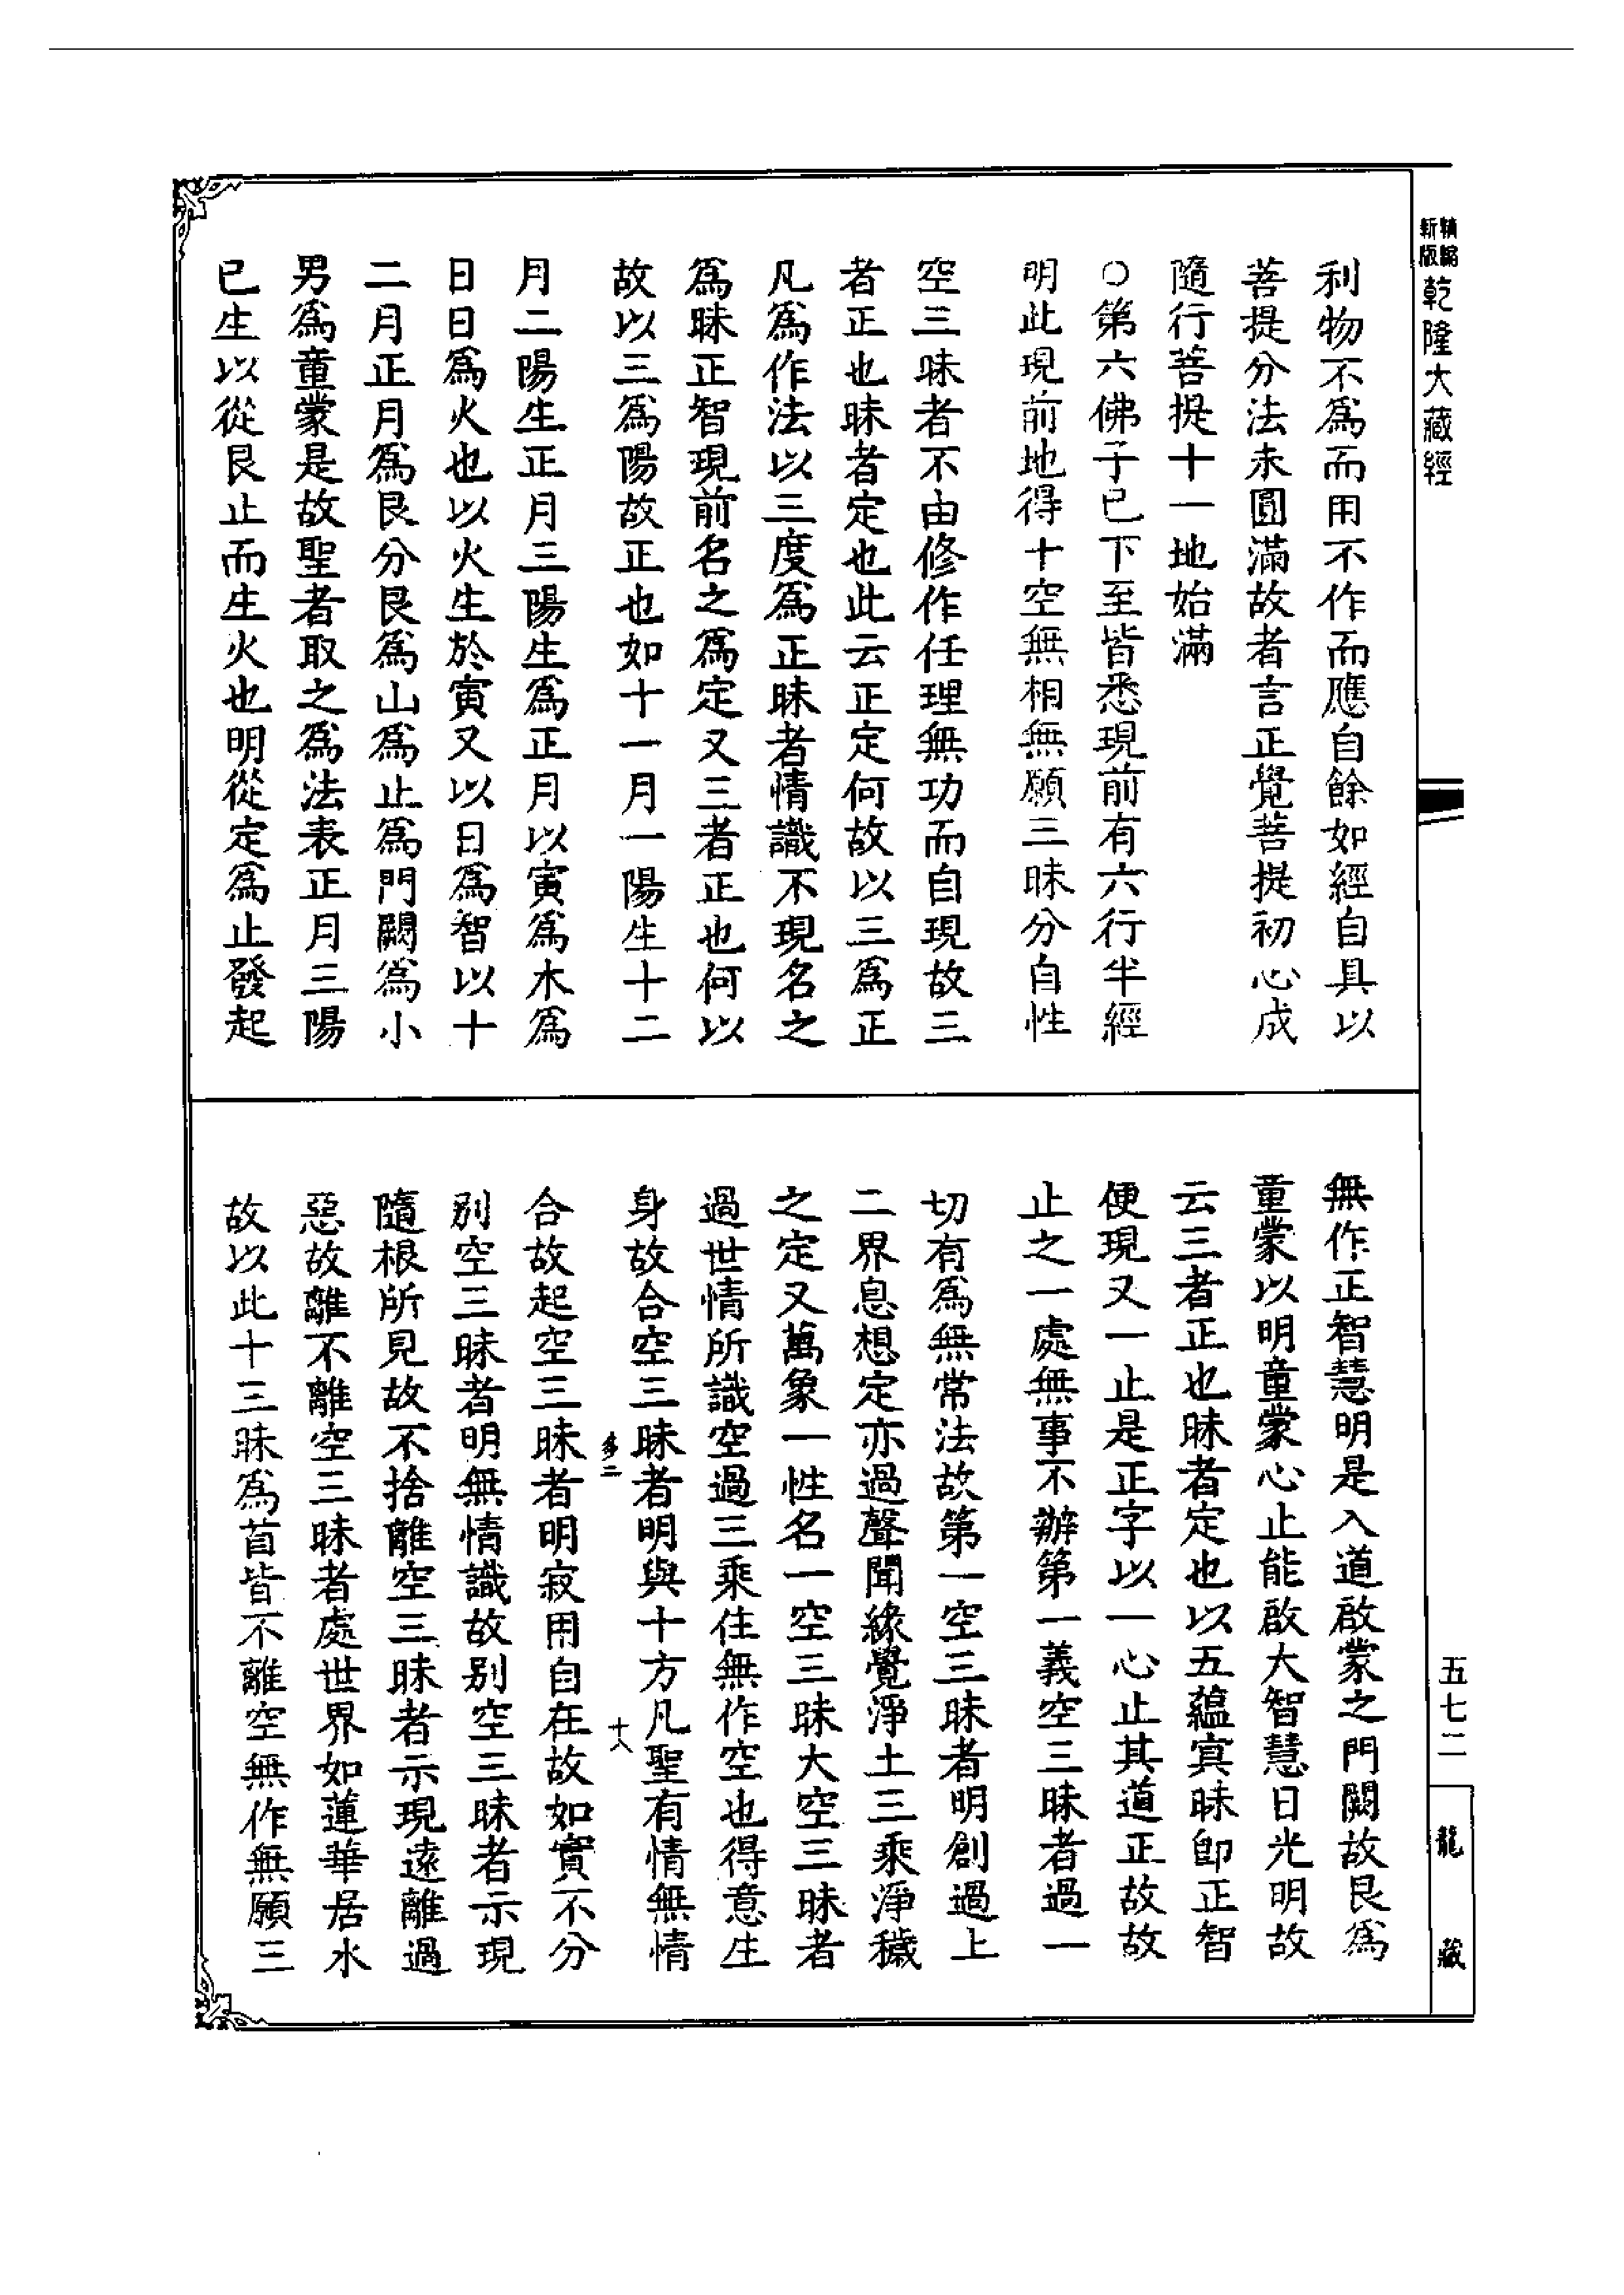 新版精縮乾隆大藏經
利物不爲而用不作而應自餘如經自具以
菩提分法未圓滿故者言正覺菩提初心成
隨行菩提十一地始滿
○第六佛子已下至皆悉現前有六行半經
明此現前地得十空無相無願三昧分自性
空三昧者不由修作任理無功而自現故三
者正也昧者定也此云正定何故以三爲正
凡爲作法以三度爲正昧者情識不現名之
爲昧正智現前名之爲定又三者正也何以
故以三爲陽故正也如十一月一陽生十二
月二陽生正月三陽生爲正月以寅爲木爲
日日爲火也以火生於寅又以日爲智以十
二月正月爲艮分艮爲山爲止爲門闕爲小
男爲童蒙是故聖者取之爲法表正月三陽
已生以從艮止而生火也明從定爲止發起
無作正智慧明是入道啟蒙之門闕故艮爲
童蒙以明童蒙心止能啟大智慧日光明故
云三者正也昧者定也以五蘊冥昧卽正智
便現又一止是正字以一心止其道正故故
止之一處無事不辦第一義空三昧者過一
切有爲無常法故第一空三昧者明創過上
二界息想定亦過聲聞緣覺淨土三乘淨穢
之定又萬象一性名一空三昧大空三昧者
過世情所識空過三乘住無作空也得意生
身故合空三昧者明與十方凡聖有情無情
多二
十八
合故起空三昧者明寂用自在故如實不分
別空三昧者明無情識故別空三昧者示現
隨根所見故不捨離空三昧者示現遠離過
惡故離不離空三昧者處世界如蓮華居水
故以此十三昧爲首皆不離空無作無願三
五七二
龍藏